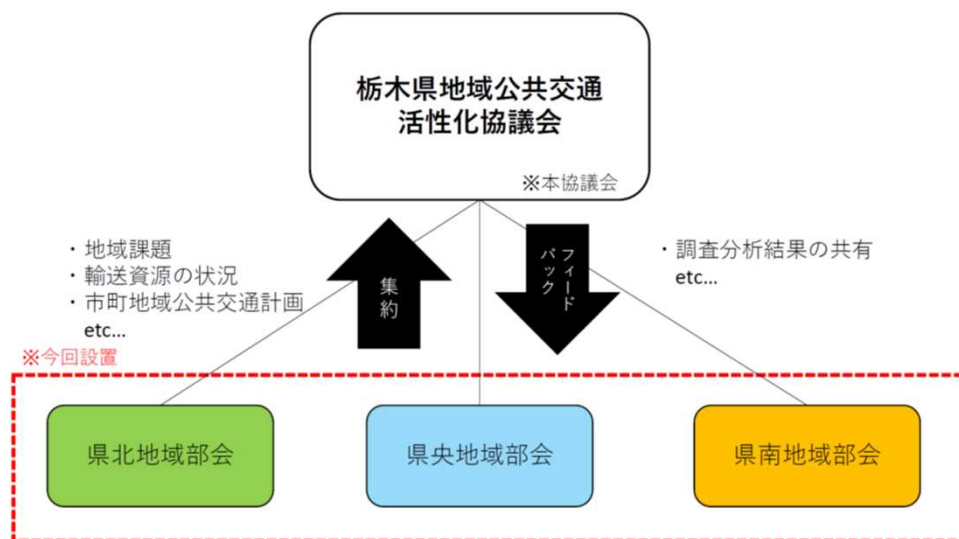 栃木県地域公共交通
活性化協議会
※本協議会
・地域課題
・輸送資源の状況
・市町地域公共交通計画
etc...
集約
フィード
バック
・調査分析結果の共有
etc...
※今回設置
県北地域部会
県央地域部会
県南地域部会